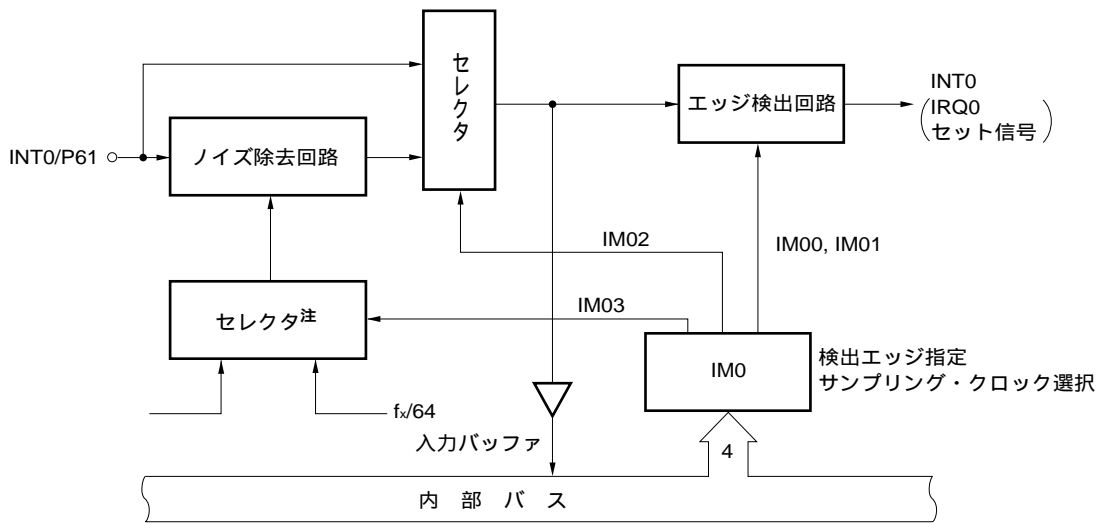 セレクタ
エッジ検出回路
INT0
(IRQ0
セット信号)
INT0/P61
ノイズ除去回路
IM02
IM00, IM01
セレクタ注
IM03
IM0
検出エッジ指定
サンプリング・クロック選択
fx/64
入力バッファ
4
内 部 バ ス